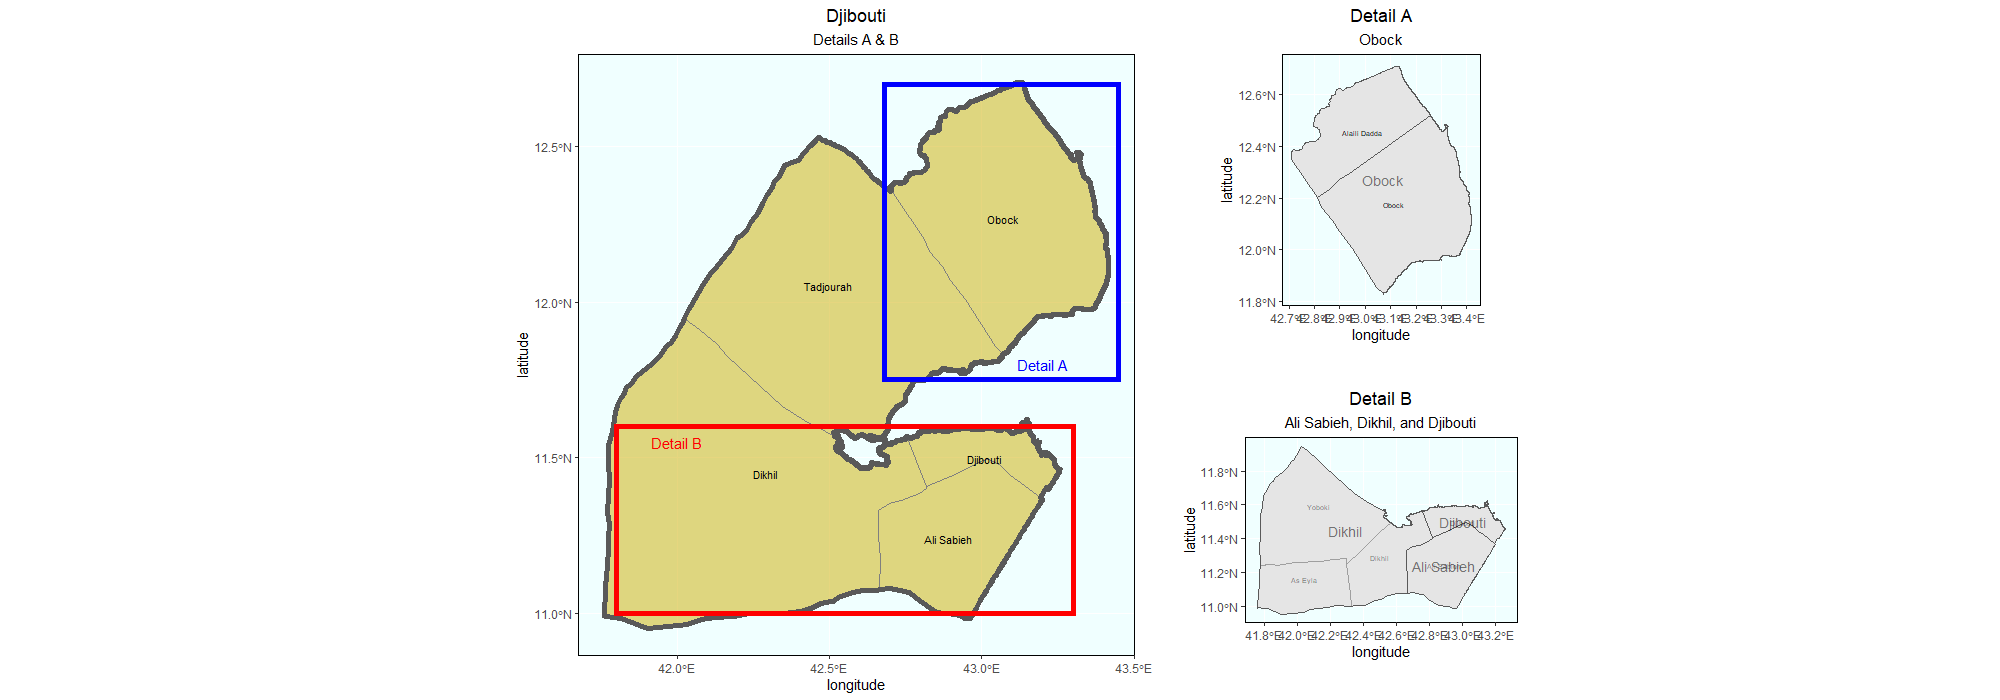 Djibouti
Details A & B
12.5°N
12.0°N
11.5°N
11.0°N
latitude
Obock
Tadjourah
Detail A
Detail B
Dikhil
Djibouti
Ali Sabieh
42.0°E
42.5°E
43.0°E
43.5°E
longitude
Detail A
Obock
12.6°N
12.4°N
12.2°N
12.0°N
11.8°N
latitude
Alaili Dadda
Obock
Obock
42.7°E
42.8°E
42.9°E
43.0°E
43.1°E
43.2°E
43.3°E
43.4°E
longitude
Detail B
Ali Sabieh, Dikhil, and Djibouti
11.8°N
11.6°N
11.4°N
11.2°N
11.0°N
latitude
Yoboki
Dikhil
Djibouti
Dikhil
Ali Sabieh
As Eyla
41.8°E
42.0°E
42.2°E
42.4°E
42.6°E
42.8°E
43.0°E
43.2°E
longitude